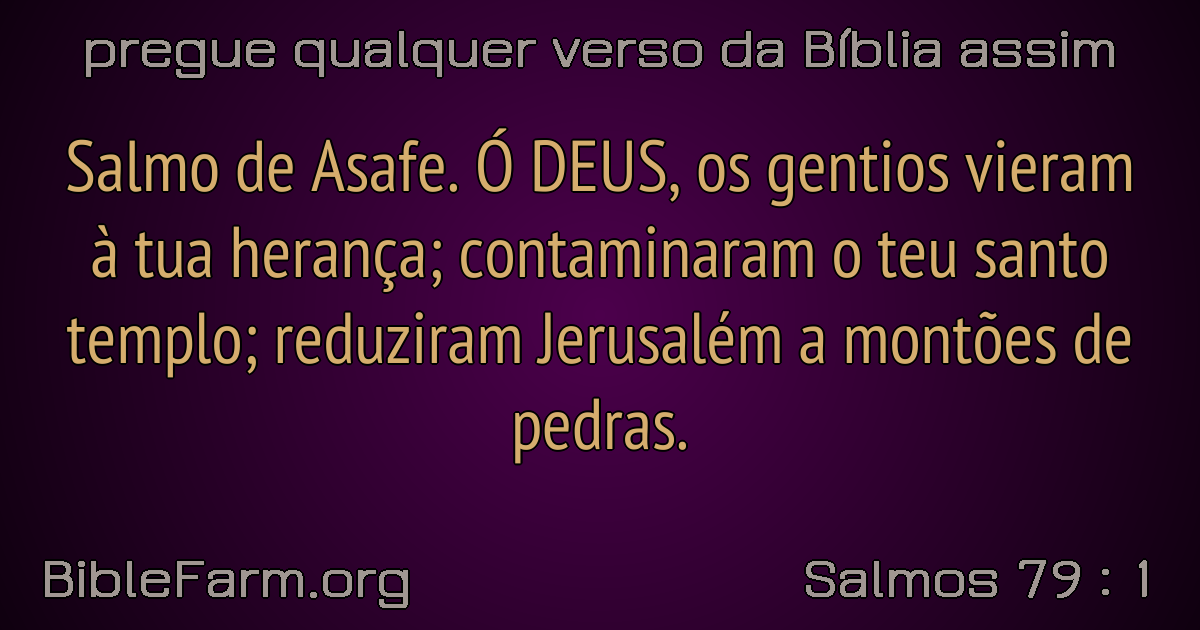 pregue qualquer verso da Bíblia assim
Salmo de Asafe. Ó DEUS, os gentios vieram
à tua herança; contaminaram o teu santo
templo; reduziram Jerusalém a montões de
pedras.
BibleFarm.org
Salmos 79 : 1